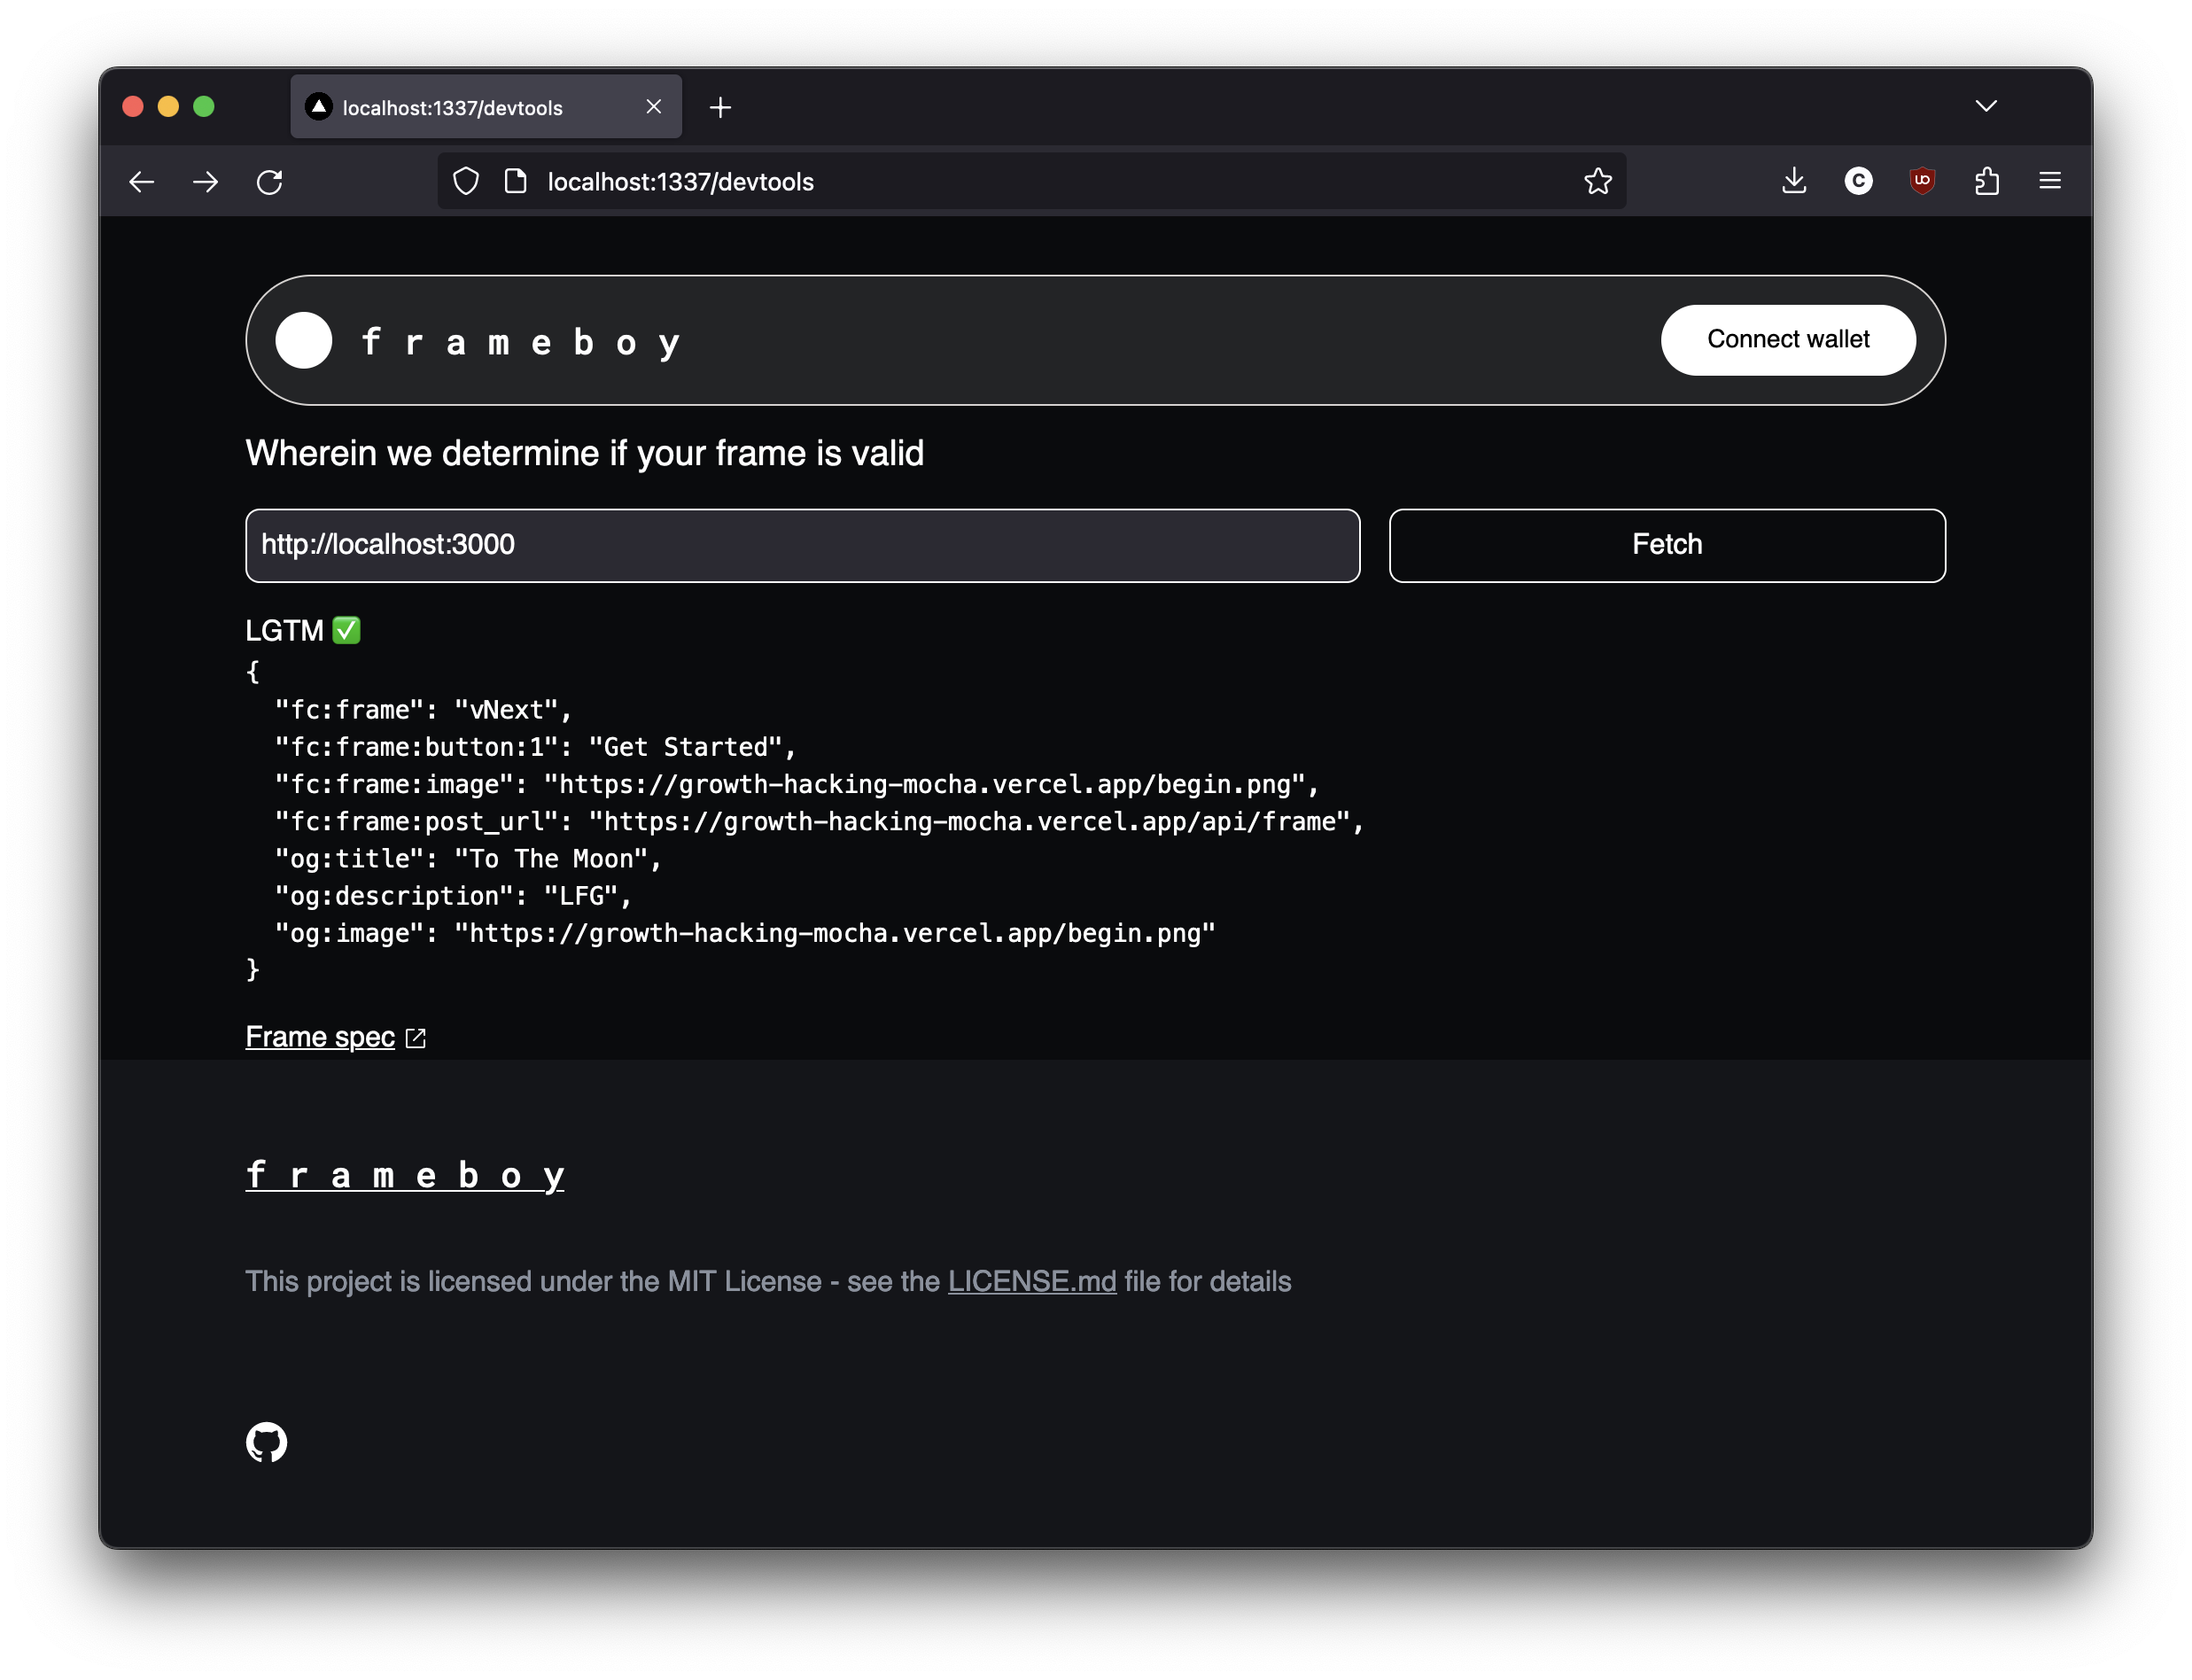 localhost:1337/devtools
localhost:1337/devtools
frameboy
Connect wallet
Wherein we determine if your frame is valid
http://localhost:3000
Fetch
LGTM ✅
{
  "fc:frame": "vNext",
  "fc:frame:button:1": "Get Started",
  "fc:frame:image": "https://growth-hacking-mocha.vercel.app/begin.png",
  "fc:frame:post_url": "https://growth-hacking-mocha.vercel.app/api/frame",
  "og:title": "To The Moon",
  "og:description": "LFG",
  "og:image": "https://growth-hacking-mocha.vercel.app/begin.png"
}
Frame spec
frameboy
This project is licensed under the MIT License - see the LICENSE.md file for details